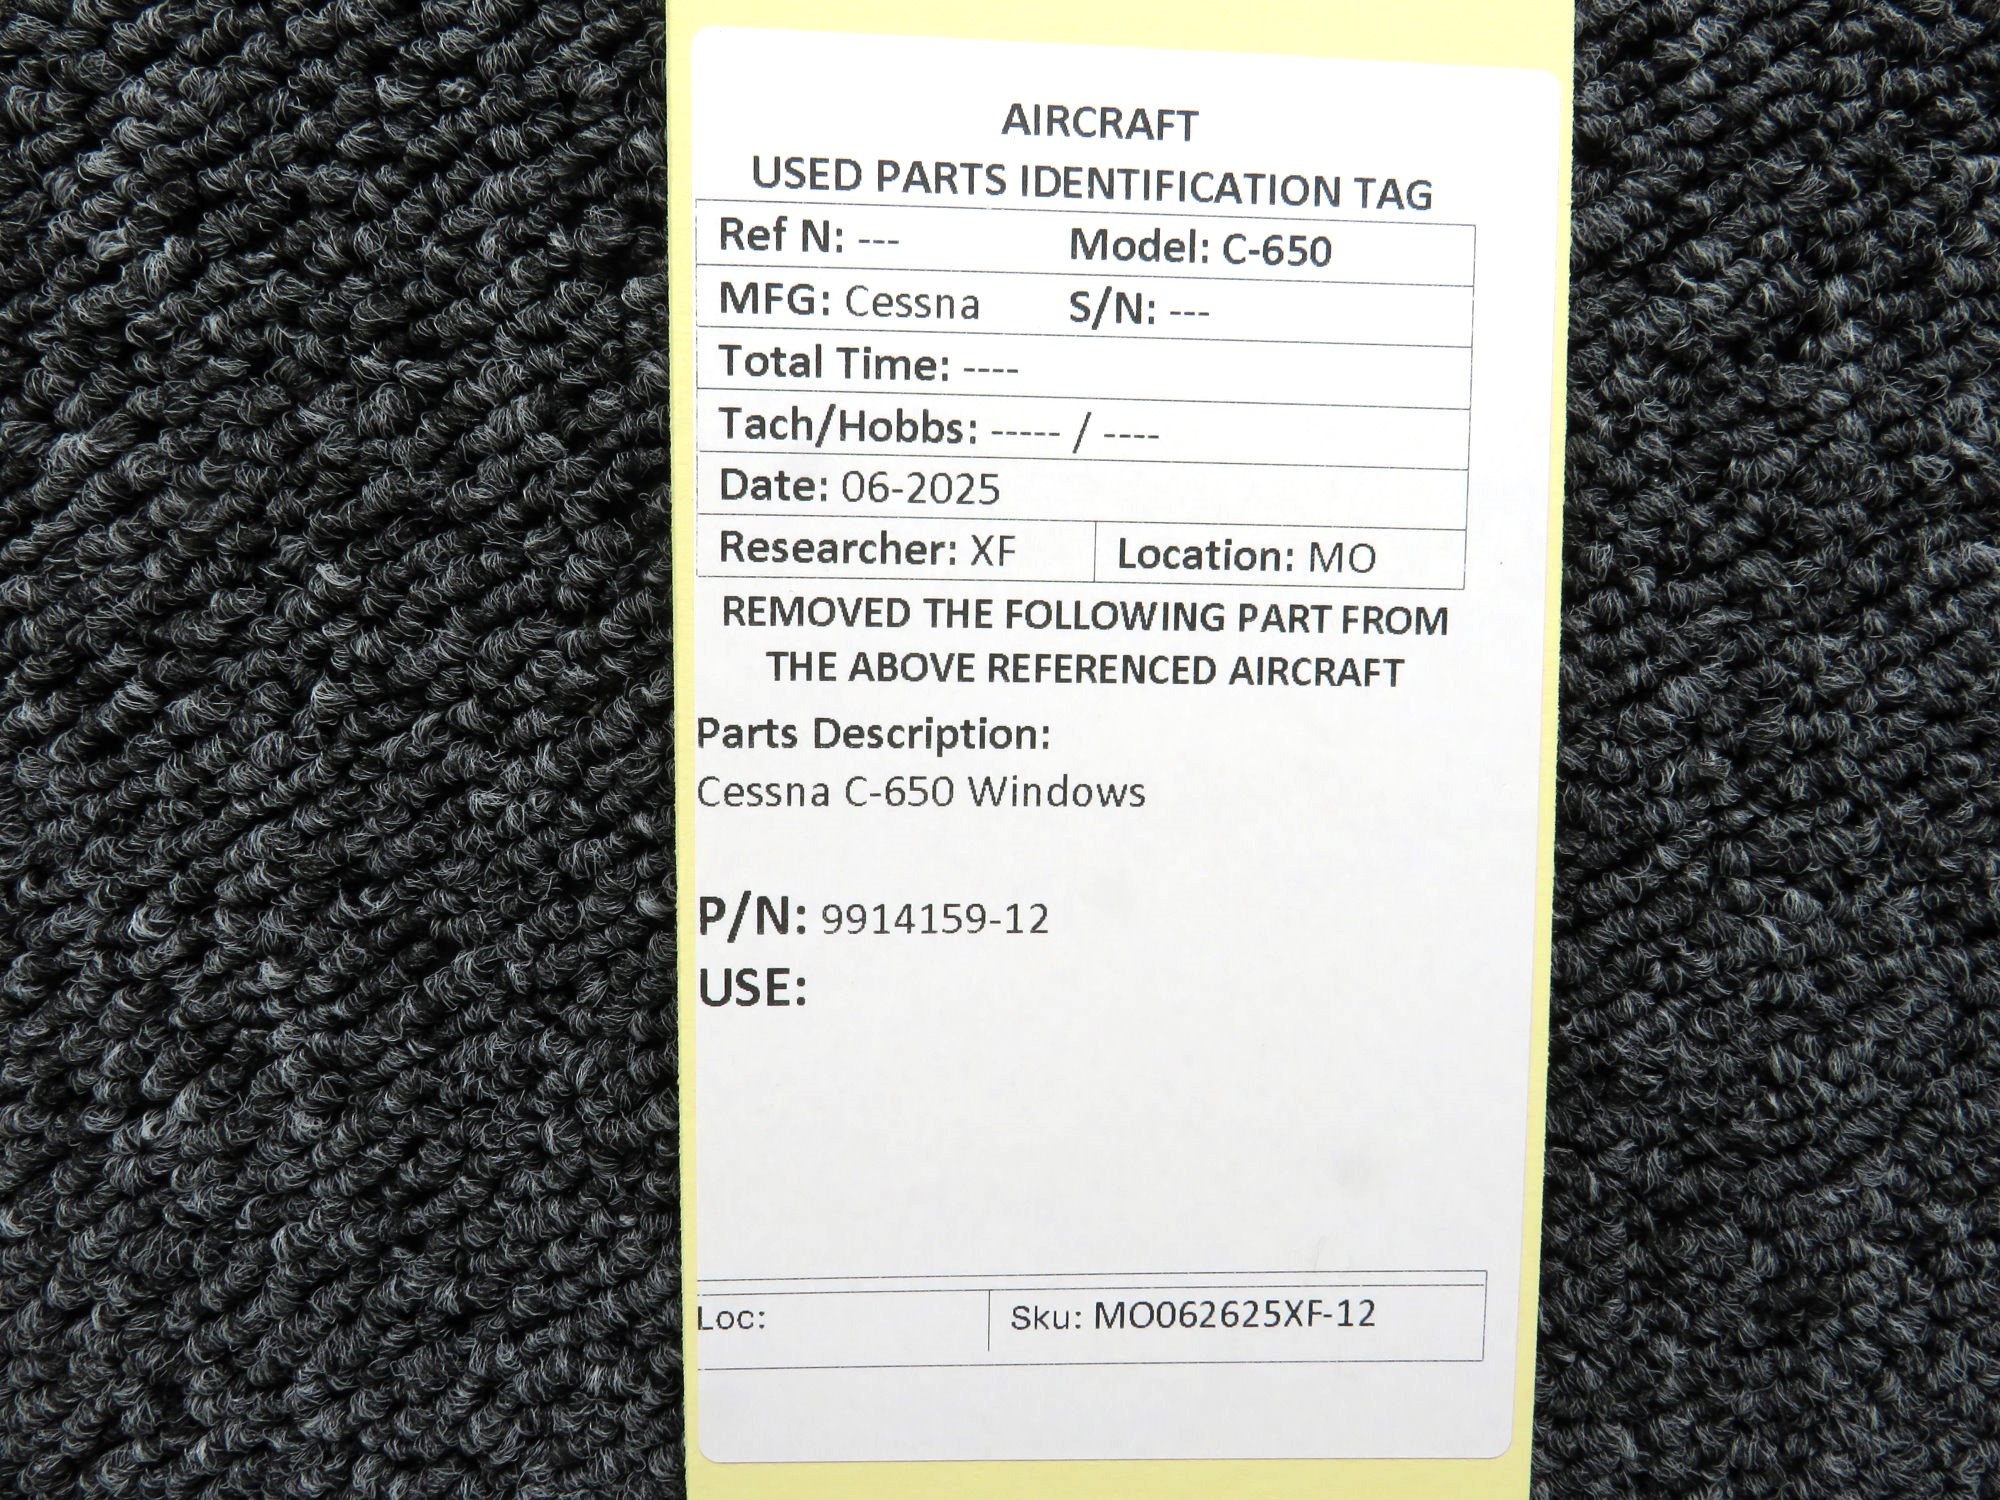 AIRCRAFT
USED PARTS IDENTIFICATION TAG
Ref N: --- Model: C-650
MFG: Cessna S/N: ---
Total Time: ----
Tach/Hobbs: ----- / ----
Date: 06-2025
Researcher: XF Location: MO
REMOVED THE FOLLOWING PART FROM
THE ABOVE REFERENCED AIRCRAFT
Parts Description:
Cessna C-650 Windows
P/N: 9914159-12
USE:
Loc: Sku: MO062625XF-12